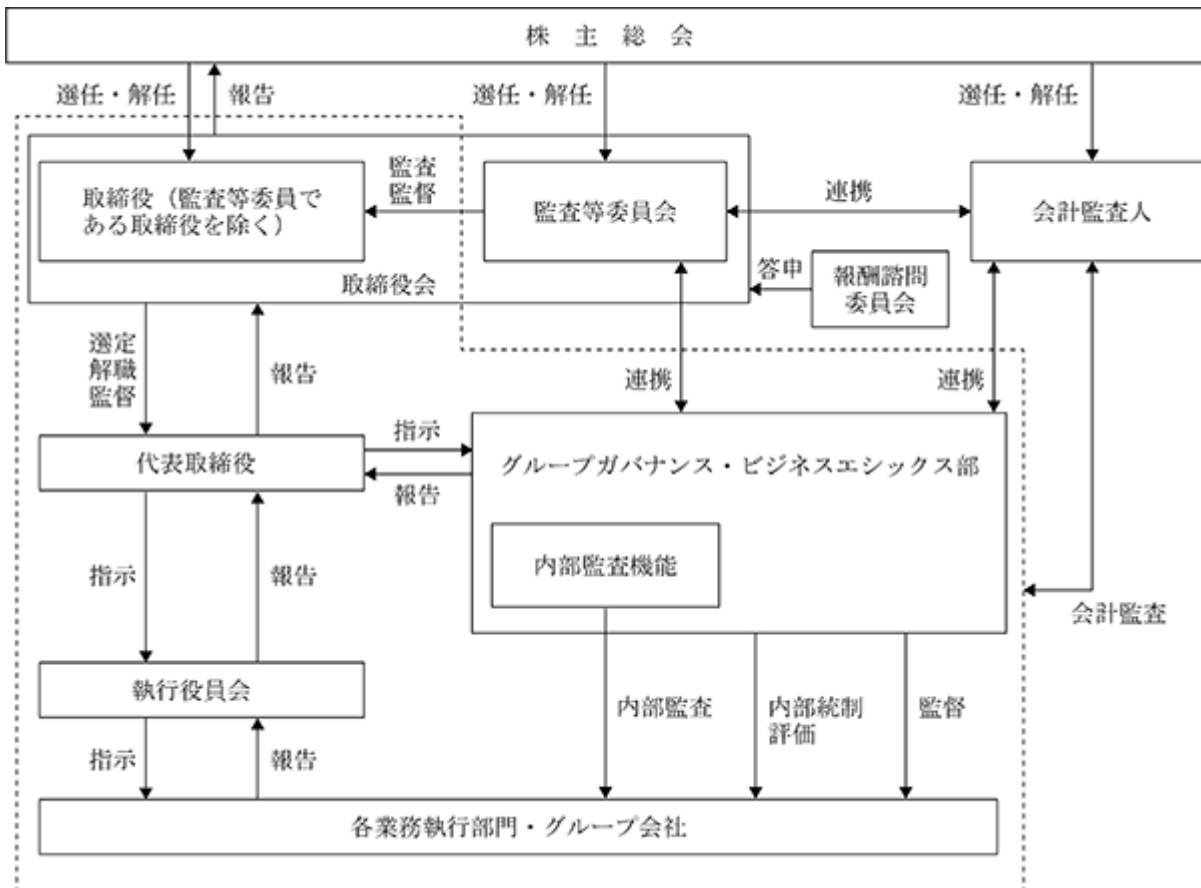 株主総会
選任・解任
報告
選任・解任
選任・解任
取締役（監査等委員で
ある取締役を除く）
監査
監督
監査等委員会
連携
会計監査人
取締役会
答申
報酬諮問
委員会
選定
解職
監督
報告
連携
連携
代表取締役
指示
報告
グループガバナンス・ビジネスエシックス部
内部監査機能
指示
報告
会計監査
執行役員会
内部監査
内部統制
評価
監督
指示
報告
各業務執行部門・グループ会社